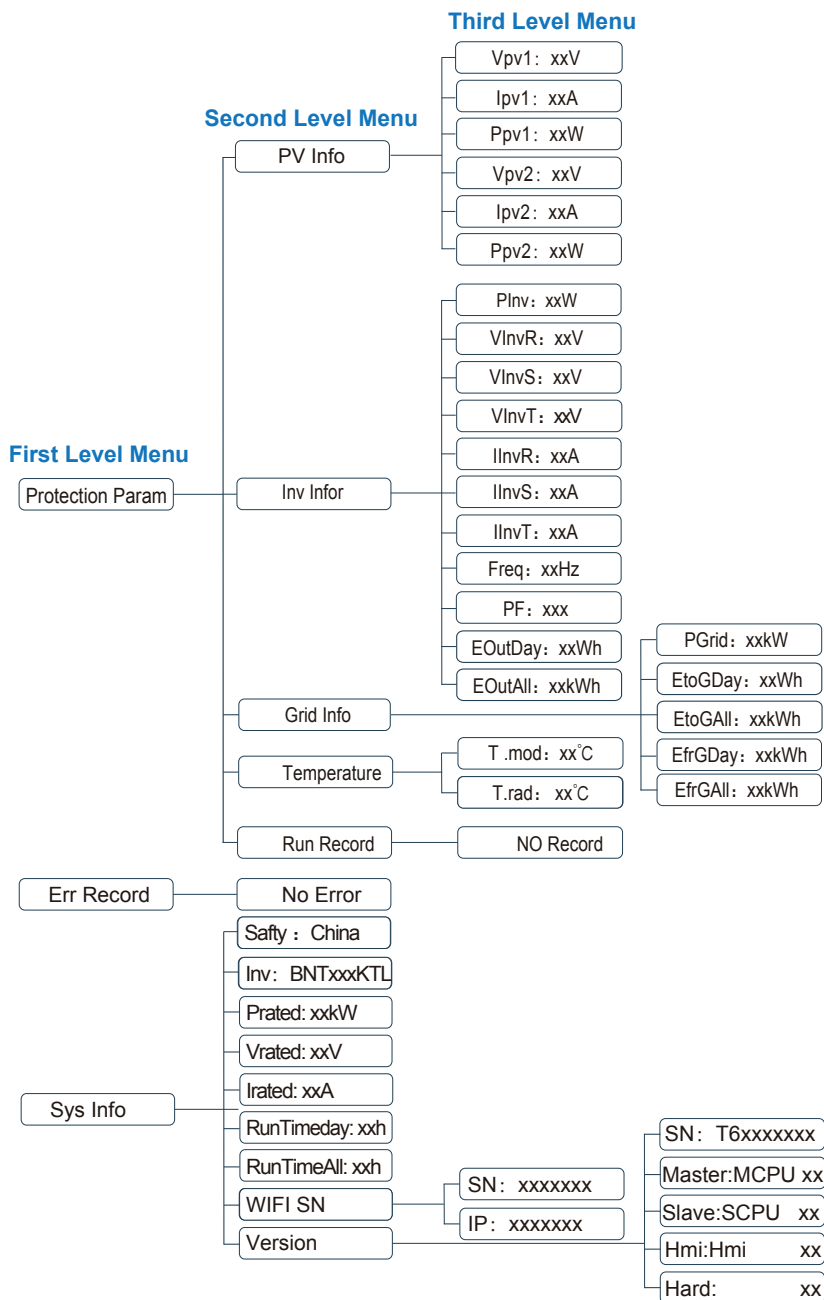 Third Level Menu
Vpv1: xxV
Ipv1: xxA
Second Level Menu
Ppv1: xxW
PV Info
Vpv2: xxV
Ipv2: xxA
Ppv2: xxW
PInv: xxW
VInvR: xxV
VInvS: xxV
VInvT: xxV
First Level Menu
IInvR: xxA
Protection Param
Inv Infor
IInvS: xxA
IInvT: xxA
Freq: xxHz
PF: xxx
EOutDay: xxWh
EOutAll: xxkWh
Grid Info
PGrid: xxkW
EtoGDay: xxWh
EtoGAll: xxkWh
EfrGDay: xxkWh
EfrGAll: xxkWh
Temperature
T .mod: xx°C
T.rad: xx°C
Run Record
NO Record
Err Record
No Error
Sys Info
Safty : China
Inv: BNTxxxKTL
Prated: xxkW
Vrated: xxV
Irated: xxA
RunTimeday: xxh
RunTimeAll: xxh
WIFI SN
SN: xxxxxxx
IP: xxxxxxx
Version
SN: T6xxxxxxx
Master:MCPU xx
Slave:SCPU xx
Hmi:Hmi xx
Hard: xx